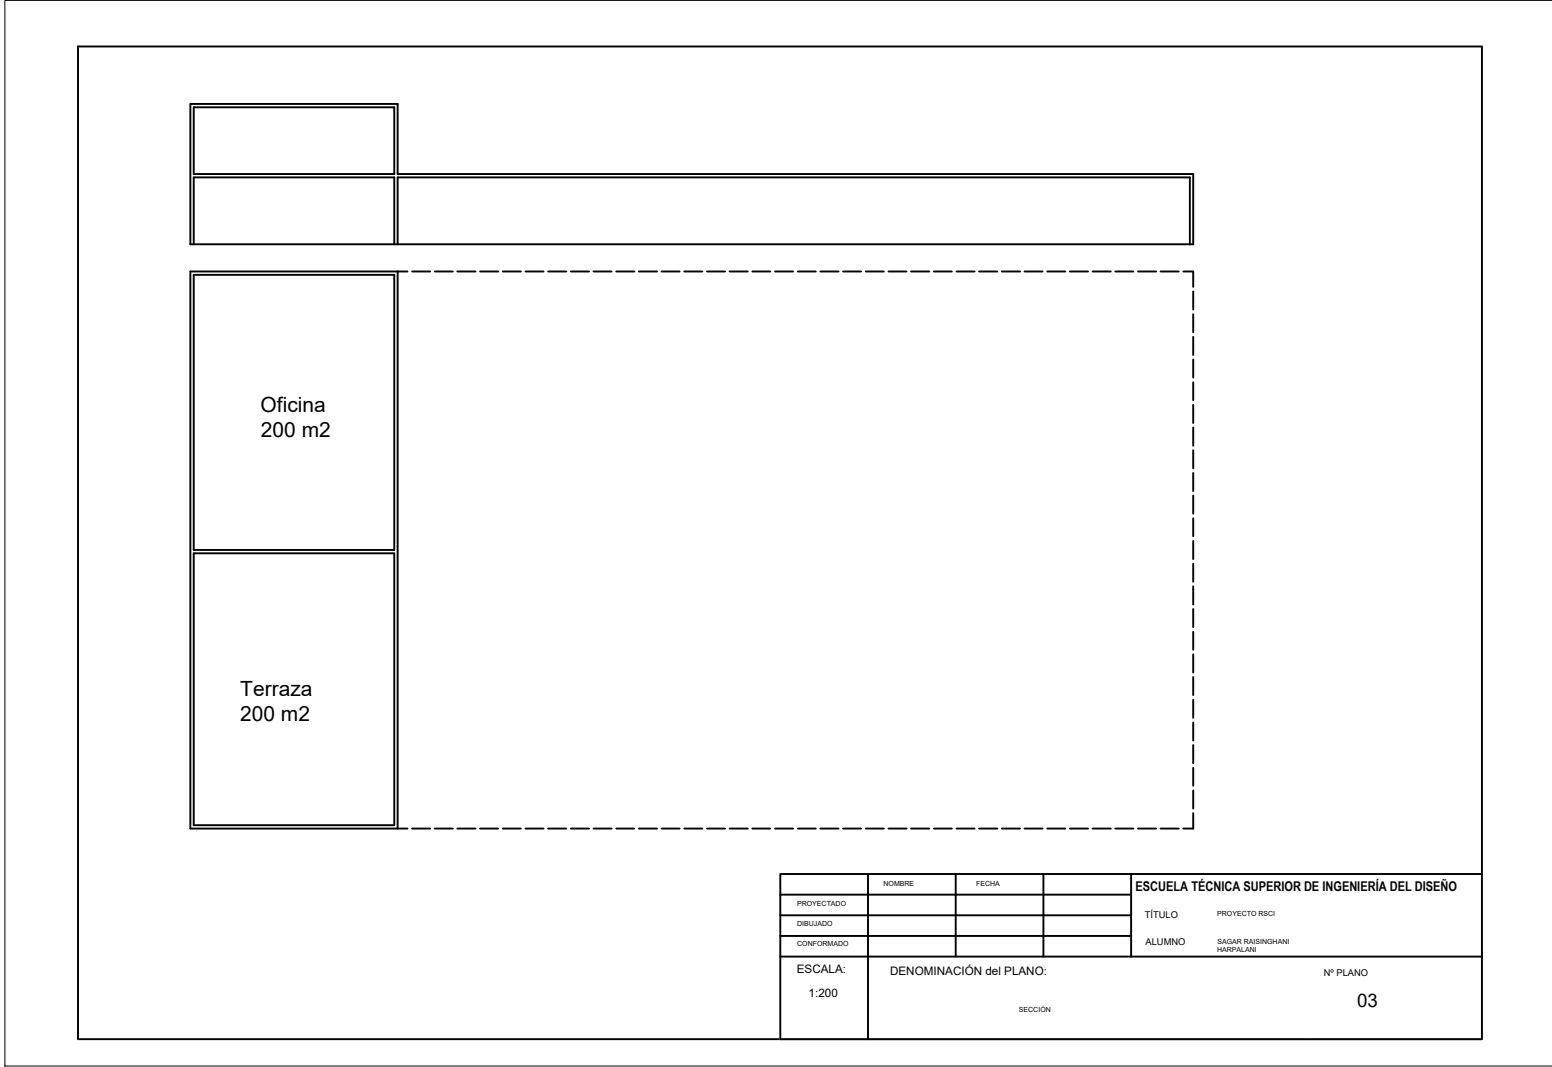 Oficina
200 m2
Terraza
200 m2
NOMBRE FECHA
PROYECTADO
DIBUJADO
CONFORMADO
ESCUELA TÉCNICA SUPERIOR DE INGENIERÍA DEL DISEÑO
TÍTULO PROYECTO RSCI
ALUMNO SAGAR RAISINGHANI
HARPALANI
ESCALA:
1:200
DENOMINACIÓN del PLANO:
SECCIÓN
Nº PLANO
03